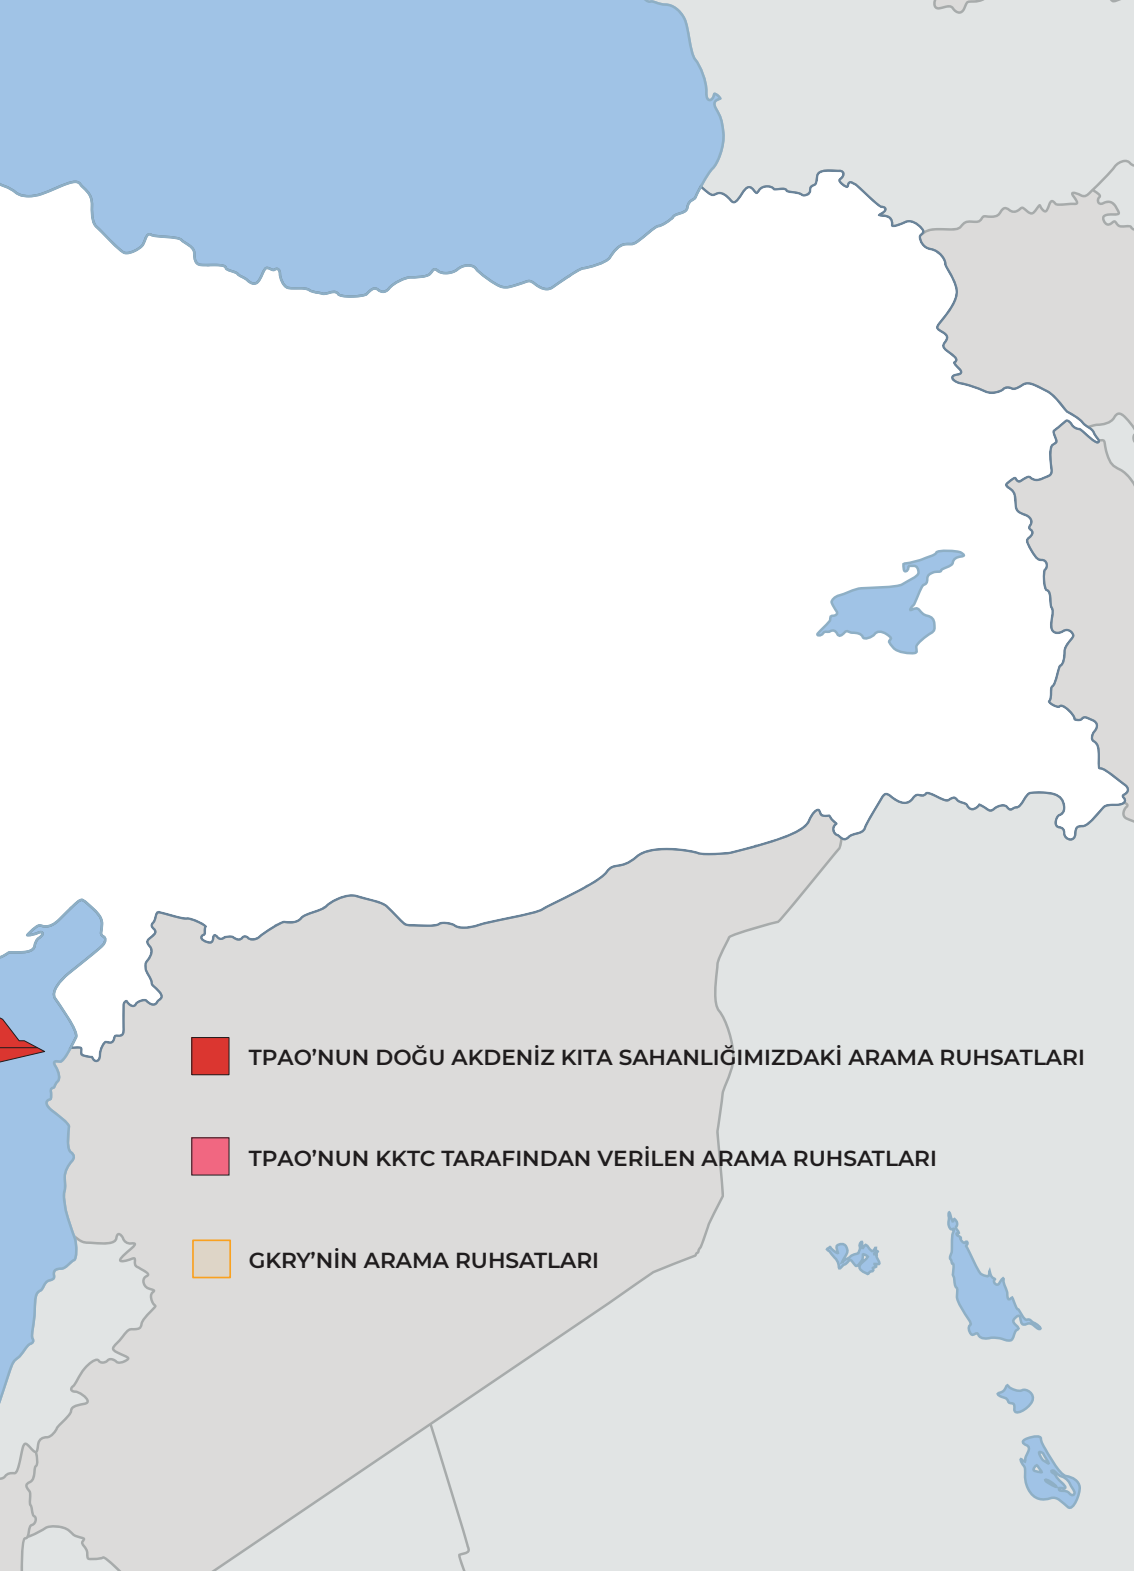 TPAO’NUN DOĞU AKDENİZ KITA SAHANLIĞIMIZDAKİ ARAMA RUHSATLARI
TPAO’NUN KKTC TARAFINDAN VERİLEN ARAMA RUHSATLARI
GKRY’NİN ARAMA RUHSATLARI